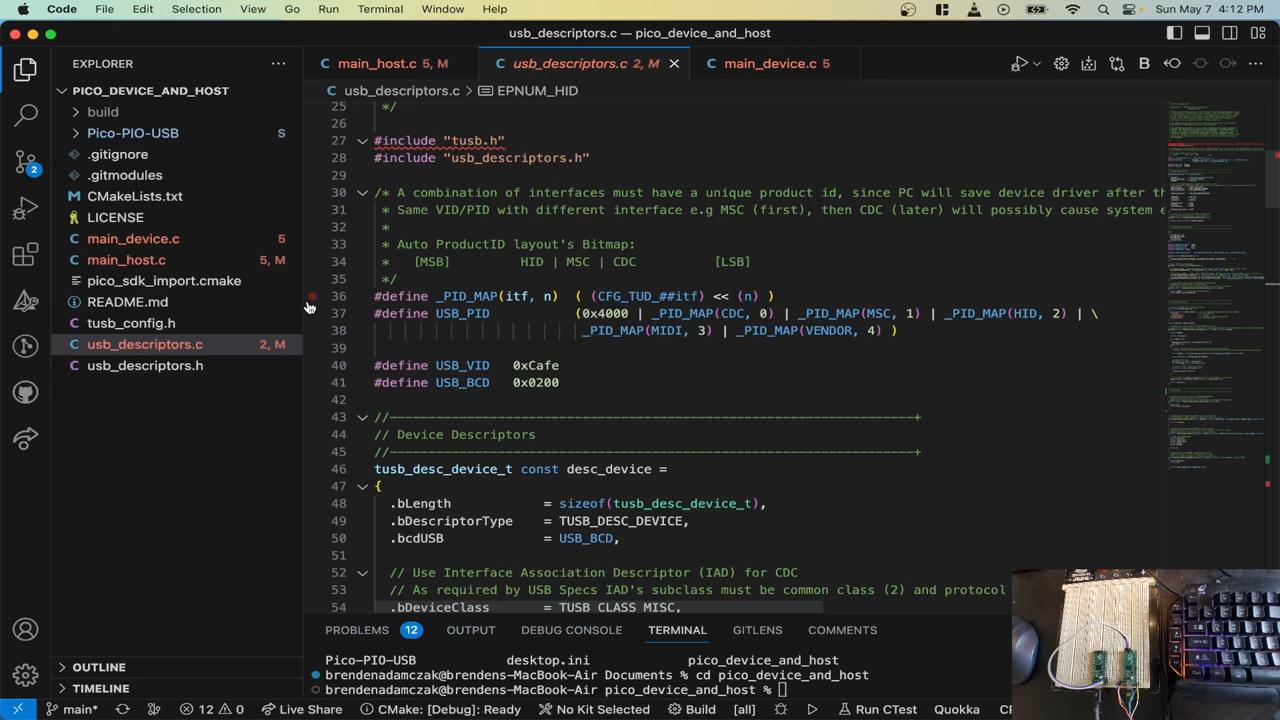 Code File Edit Selection View Go Run Terminal Window Help Sun May 7 4:12 PM
usb_descriptors.c — pico_device_and_host
EXPLORER
main_host.c 5, M usb_descriptors.c 2, M main_device.c 5
PICO_DEVICE_AND_HOST
usb_descriptors.c > EPNUM_HID
build
Pico-PIO-USB S
.gitignore
.gitmodules
CMakeLists.txt
LICENSE
main_device.c 5
main_host.c 5, M
pico_sdk_import.cmake
README.md
tusb_config.h
usb_descriptors.c 2, M
usb_descriptors.h
2
OUTLINE
TIMELINE
25 */
26
27 #include "tusb.h"
28 #include "usb_descriptors.h"
29
30 /* A combination of interfaces must have a unique product id, since PC will save device driver after th
31 * Same VID/PID with different interface e.g MSC (first), then CDC (later) will possibly cause system e
32 *
33 * Auto ProductID layout's Bitmap:
34 * [MSB] HID | MSC | CDC [LSB]
35 */
36 #define _PID_MAP(itf, n) ( (CFG_TUD_##itf) << (n) )
37 #define USB_PID (0x4000 | _PID_MAP(CDC, 0) | _PID_MAP(MSC, 1) | _PID_MAP(HID, 2) | \
38 _PID_MAP(MIDI, 3) | _PID_MAP(VENDOR, 4) )
39
40 #define USB_VID 0xCafe
41 #define USB_BCD 0x0200
42
43 //--------------------------------------------------------------------+
44 // Device Descriptors
45 //--------------------------------------------------------------------+
46 tusb_desc_device_t const desc_device =
47 {
48 .bLength = sizeof(tusb_desc_device_t),
49 .bDescriptorType = TUSB_DESC_DEVICE,
50 .bcdUSB = USB_BCD,
51
52 // Use Interface Association Descriptor (IAD) for CDC
53 // As required by USB Specs IAD's subclass must be common class (2) and protocol
54 .bDeviceClass = TUSB_CLASS_MISC,
PROBLEMS 12 OUTPUT DEBUG CONSOLE TERMINAL GITLENS COMMENTS
Pico-PIO-USB desktop.ini pico_device_and_host
brendenadamczak@brendens-MacBook-Air Documents % cd pico_device_and_host
brendenadamczak@brendens-MacBook-Air pico_device_and_host %
main* 12 0 Live Share CMake: [Debug]: Ready No Kit Selected Build [all] Run CTest Quokka